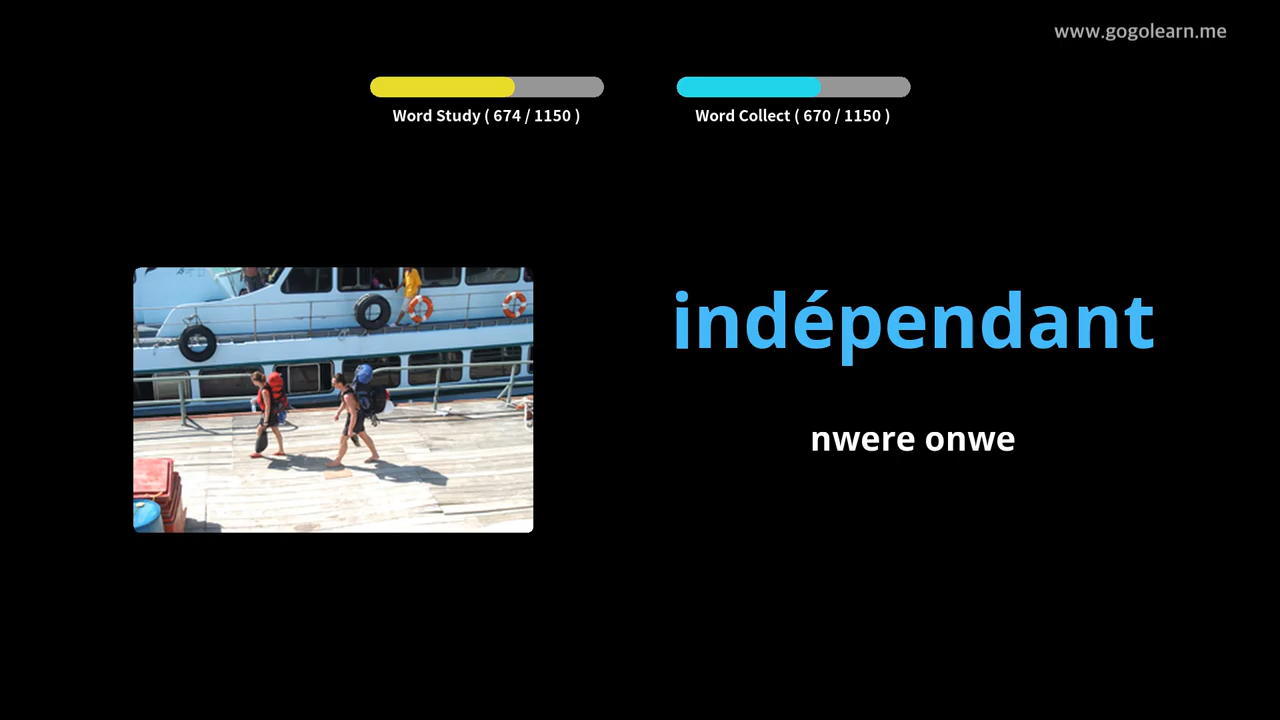 www.gogolearn.me
Word Study ( 674 / 1150 )
Word Collect ( 670 / 1150 )
indépendant
nwere onwe